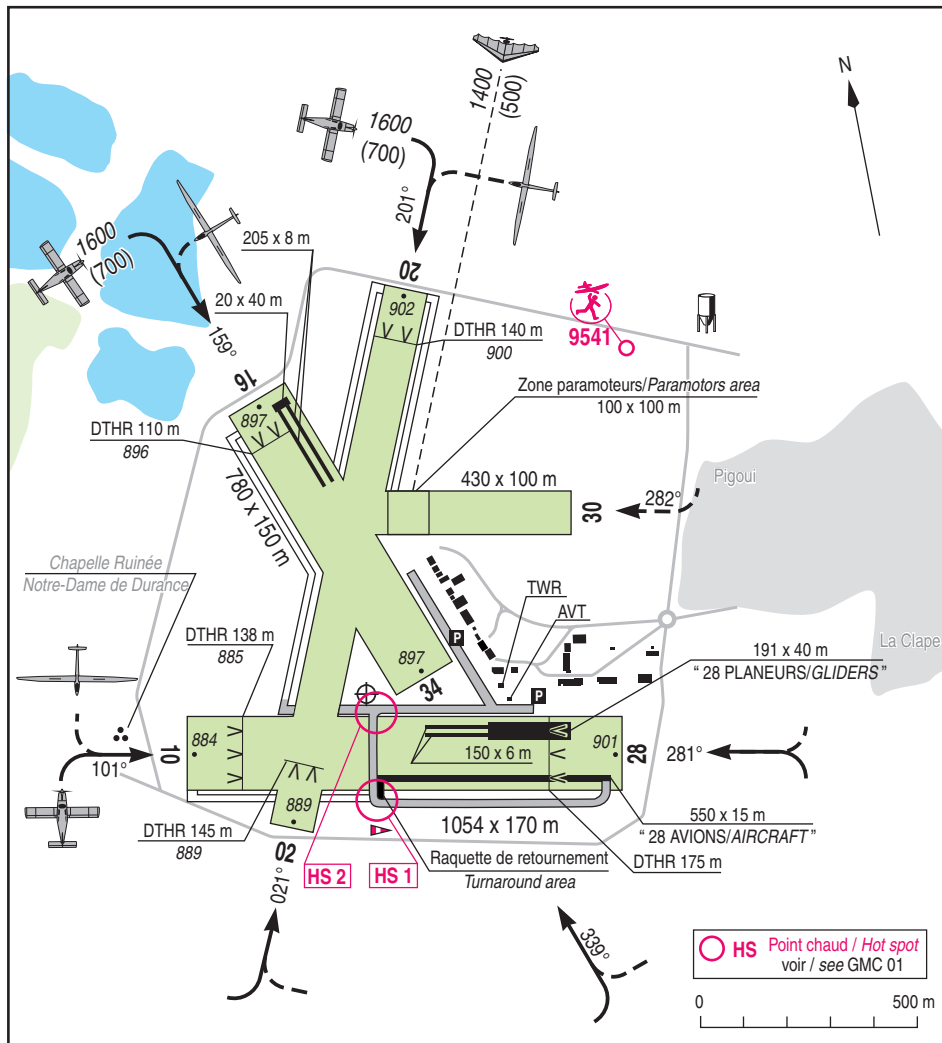 N
1400
(500)
1600
(700)
201°
1600
(700)
159°
205 x 8 m
20 x 40 m
20
902
DTHR 140 m
900
9541
16
897
DTHR 110 m
896
Zone paramoteurs/Paramotors area
100 x 100 m
780 x 150 m
430 x 100 m
30
282°
Pigoui
Chapelle Ruinée
Notre-Dame de Durance
TWR
AVT
P
La Clape
DTHR 138 m
885
897
34
P
191 x 40 m
“ 28 PLANEURS/GLIDERS ”
10
884
101°
150 x 6 m
901
28
281°
889
DTHR 145 m
889
02
021°
1054 x 170 m
550 x 15 m
“ 28 AVIONS/AIRCRAFT ”
DTHR 175 m
HS 2
HS 1
Raquette de retournement
Turnaround area
339°
HS Point chaud / Hot spot
voir / see GMC 01
0 500 m